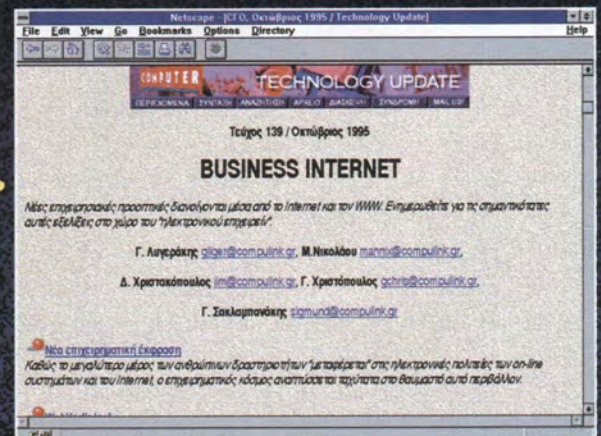 Netscape - [CFO, Οκτώβριος 1995 / Technology Update]
File Edit View Go Bookmarks Options Directory Help
COMPUTER TECHNOLOGY UPDATE
ΠΕΡΙΕΧΟΜΕΝΑ ΣΥΝΤΑΞΗ ΑΝΑΖΗΤΗΣΗ ΑΡΧΕΙΟ ΔΙΑΣΚΕΨΗ ΣΥΝΔΡΟΜΗ MAIL US!
Τεύχος 139 / Οκτώβριος 1995
BUSINESS INTERNET
Νέες επιχειρησιακές προοπτικές διανοίγονται μέσα από το Internet και τον WWW. Ενημερωθείτε για τις σημαντικότατες
αυτές εξελίξεις στο χώρο του "ηλεκτρονικού επιχειρείν".
Γ. Λυγεράκης gliger@compulink.gr, Μ.Νικολάου mannix@compulink.gr,
Δ. Χριστακόπουλος jim@compulink.gr, Γ. Χριστόπουλος gchris@compulink.gr,
Γ. Σακλαμπανάκης sigmund@compulink.gr
Νέα επιχειρηματική έκφραση
Καθώς το μεγαλύτερο μέρος των ανθρώπινων δραστηριοτήτων "μεταφέρεται" στις ηλεκτρονικές πολιτείες των on-line
συστημάτων και του Internet, ο επιχειρηματικός κόσμος αναπτύσσεται ταχύτατα στο θαυμαστό αυτό περιβάλλον.